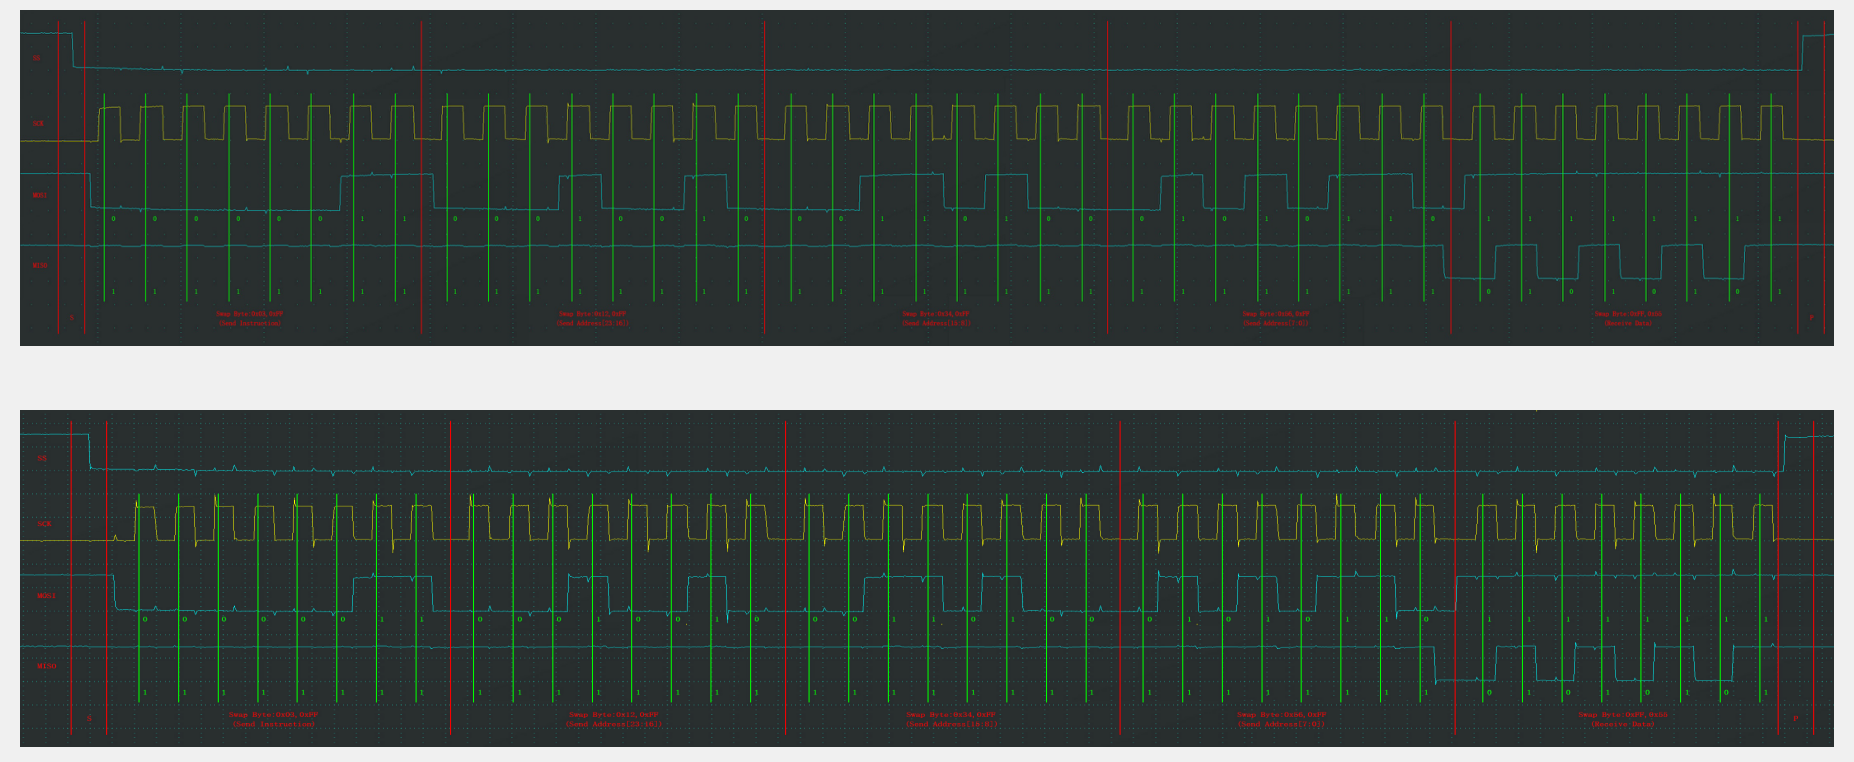 SS
SCK
MOSI
0 0 0 0 0 0 1 1 0 0 0 1 0 0 1 0 0 0 1 1 0 1 0 0 0 1 0 1 0 1 1 0 1 1 1 1 1 1 1 1
MISO
1 1 1 1 1 1 1 1 1 1 1 1 1 1 1 1 1 1 1 1 1 1 1 1 1 1 1 1 1 1 1 1 0 1 0 1 0 1 0 1
S Swap Byte:0x03,0xFF Swap Byte:0x12,0xFF Swap Byte:0x34,0xFF Swap Byte:0x56,0xFF Swap Byte:0xFF,0x55 P
(Send Instruction) (Send Address[23:16]) (Send Address[15:8]) (Send Address[7:0]) (Receive Data)
SS
SCK
MOSI
0 0 0 0 0 0 1 1 0 0 0 1 0 0 1 0 0 0 1 1 0 1 0 0 0 1 0 1 0 1 1 0 1 1 1 1 1 1 1 1
MISO
1 1 1 1 1 1 1 1 1 1 1 1 1 1 1 1 1 1 1 1 1 1 1 1 1 1 1 1 1 1 1 1 0 1 0 1 0 1 0 1
S Swap Byte:0x03,0xFF Swap Byte:0x12,0xFF Swap Byte:0x34,0xFF Swap Byte:0x56,0xFF Swap Byte:0xFF,0x55 P
(Send Instruction) (Send Address[23:16]) (Send Address[15:8]) (Send Address[7:0]) (Receive Data)